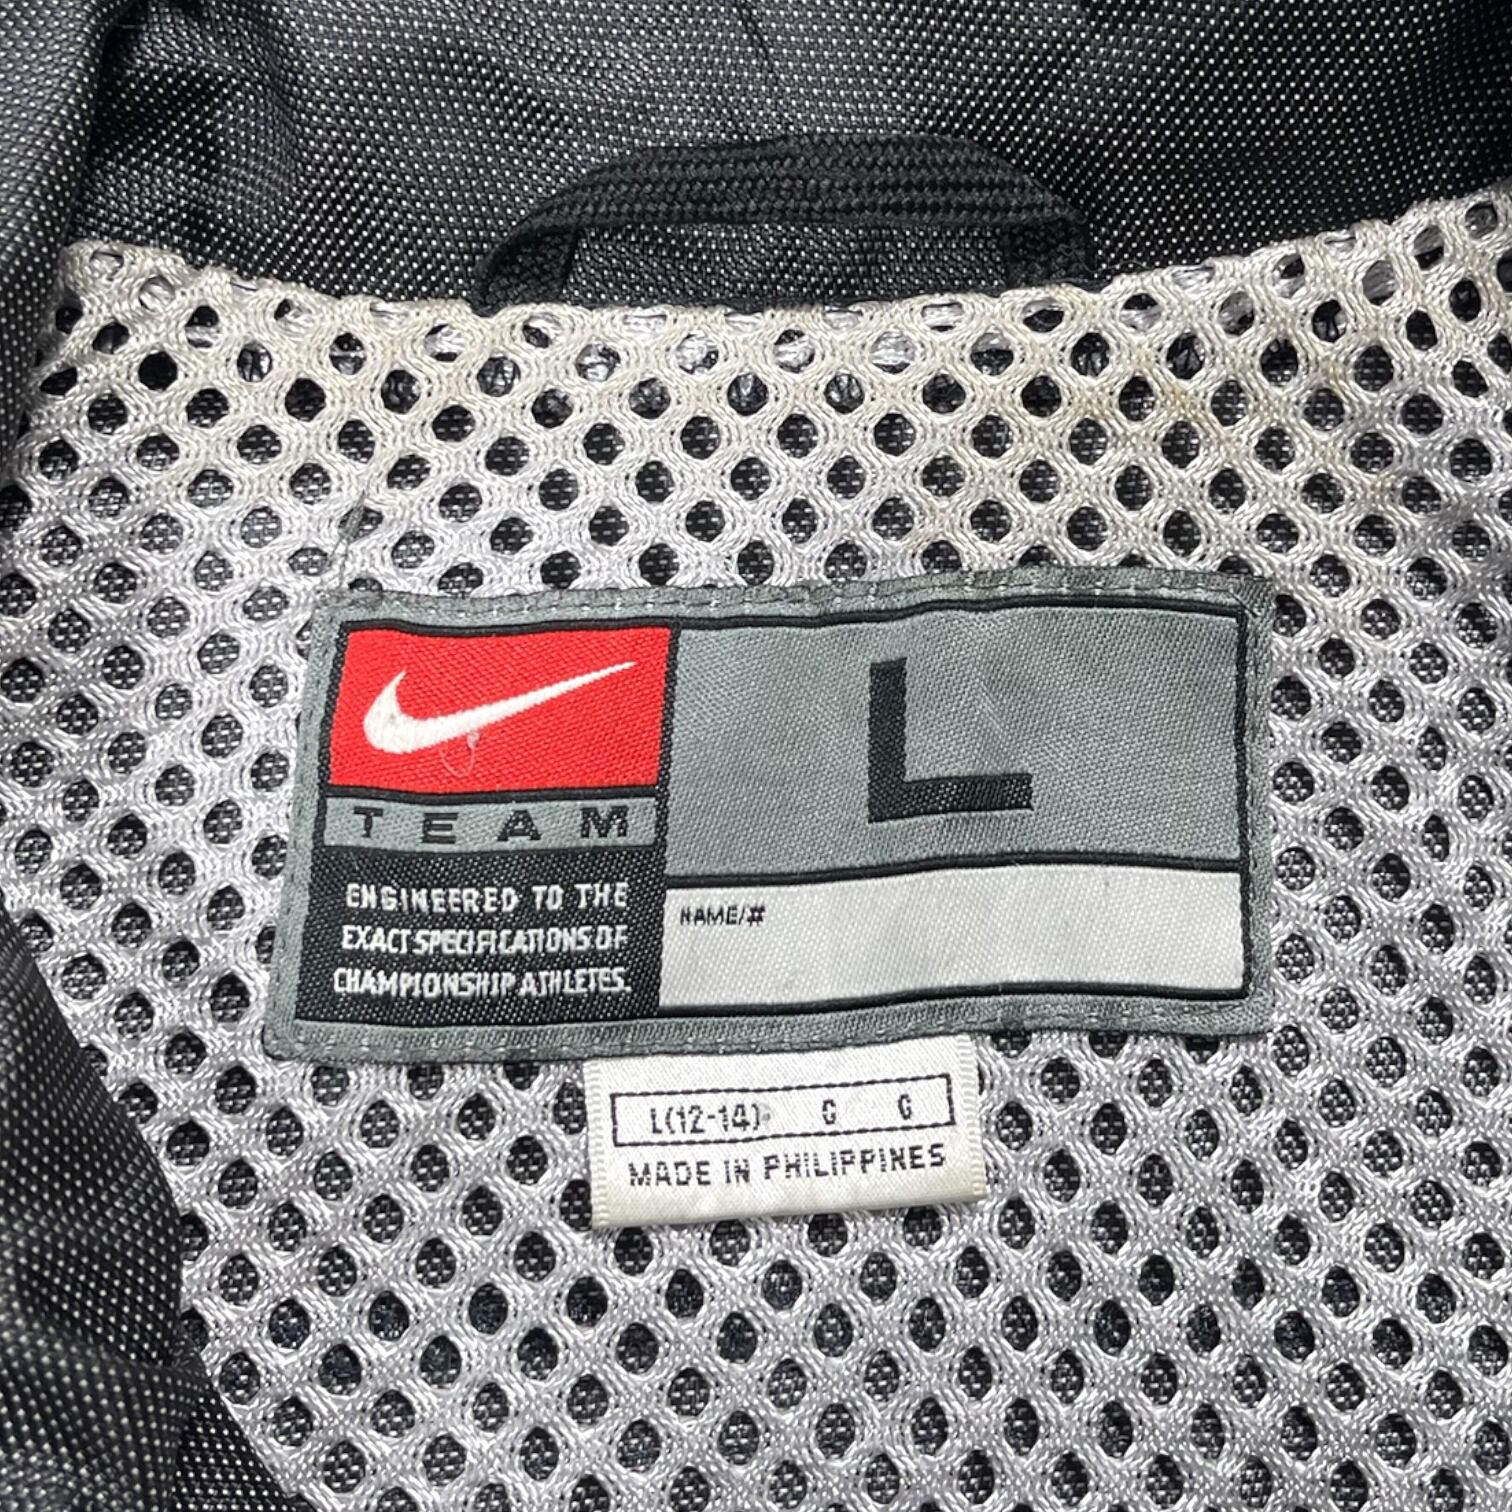 TEAM
ENGINEERED TO THE
EXACT SPECIFICATIONS OF
CHAMPIONSHIP ATHLETES.
L
NAME/#
L(12-14) G G
MADE IN PHILIPPINES